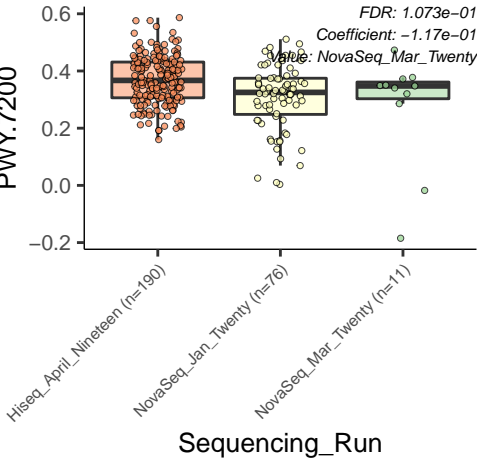 FDR: 1.073e−01
Coefficient: −1.17e−01
Value: NovaSeq_Mar_Twenty
PWY.7200
0.6
0.4
0.2
0.0
−0.2
Hiseq_April_Nineteen (n=190)
NovaSeq_Jan_Twenty (n=76)
NovaSeq_Mar_Twenty (n=11)
Sequencing_Run